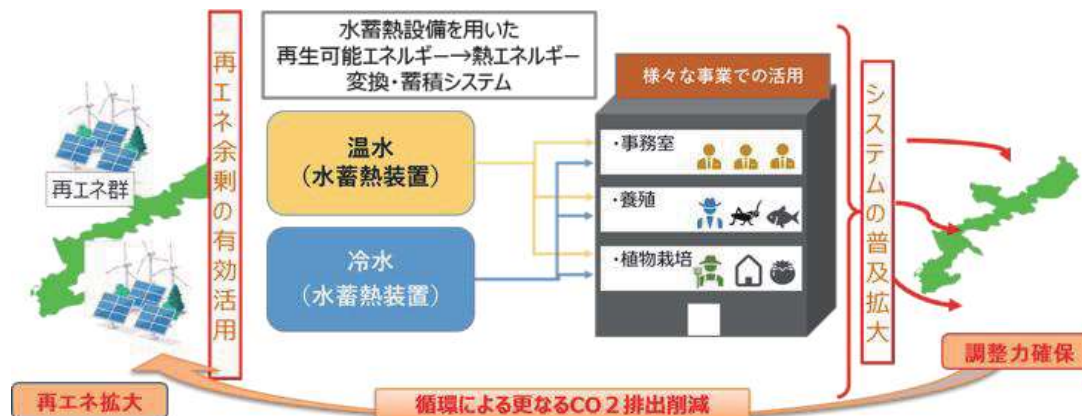 水蓄熱設備を用いた
再生可能エネルギー→熱エネルギー
変換・蓄積システム
再エネ余剰の有効活用
再エネ群
温水
(水蓄熱装置)
冷水
(水蓄熱装置)
様々な事業での活用
・事務室
・養殖
・植物栽培
システムの普及拡大
調整力確保
循環による更なるCO2排出削減
再エネ拡大